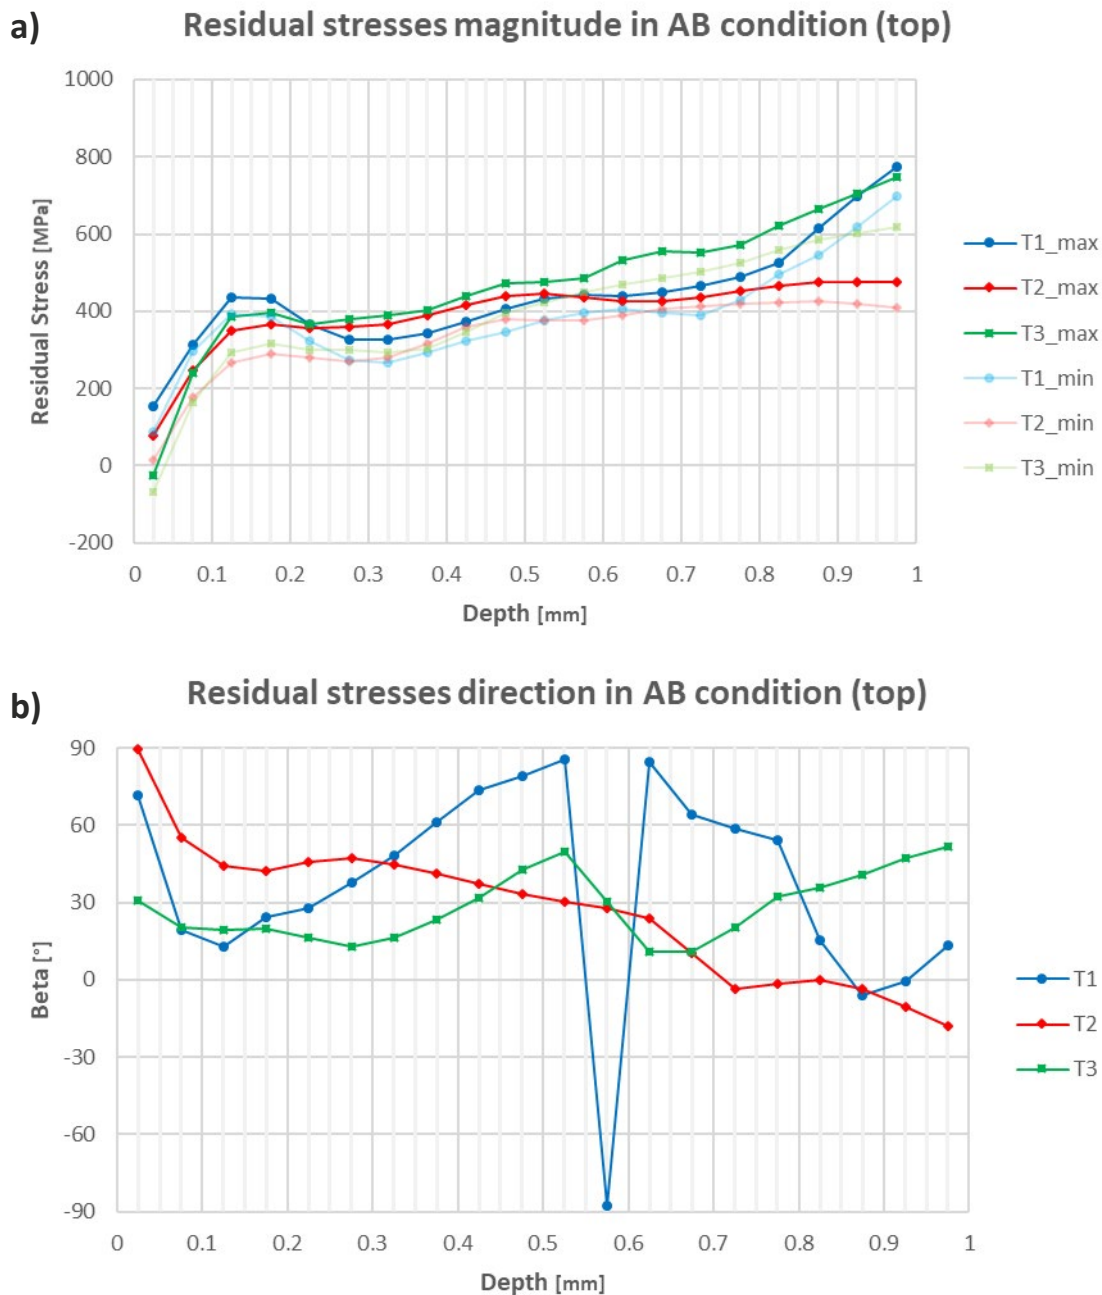 a)
Residual stresses magnitude in AB condition (top)
1000
800
600
400
200
0
-200
Residual Stress [MPa]
0 0.1 0.2 0.3 0.4 0.5 0.6 0.7 0.8 0.9 1
Depth [mm]
T1_max
T2_max
T3_max
T1_min
T2_min
T3_min
b)
Residual stresses direction in AB condition (top)
90
60
30
0
-30
-60
-90
Beta [°]
0 0.1 0.2 0.3 0.4 0.5 0.6 0.7 0.8 0.9 1
Depth [mm]
T1
T2
T3